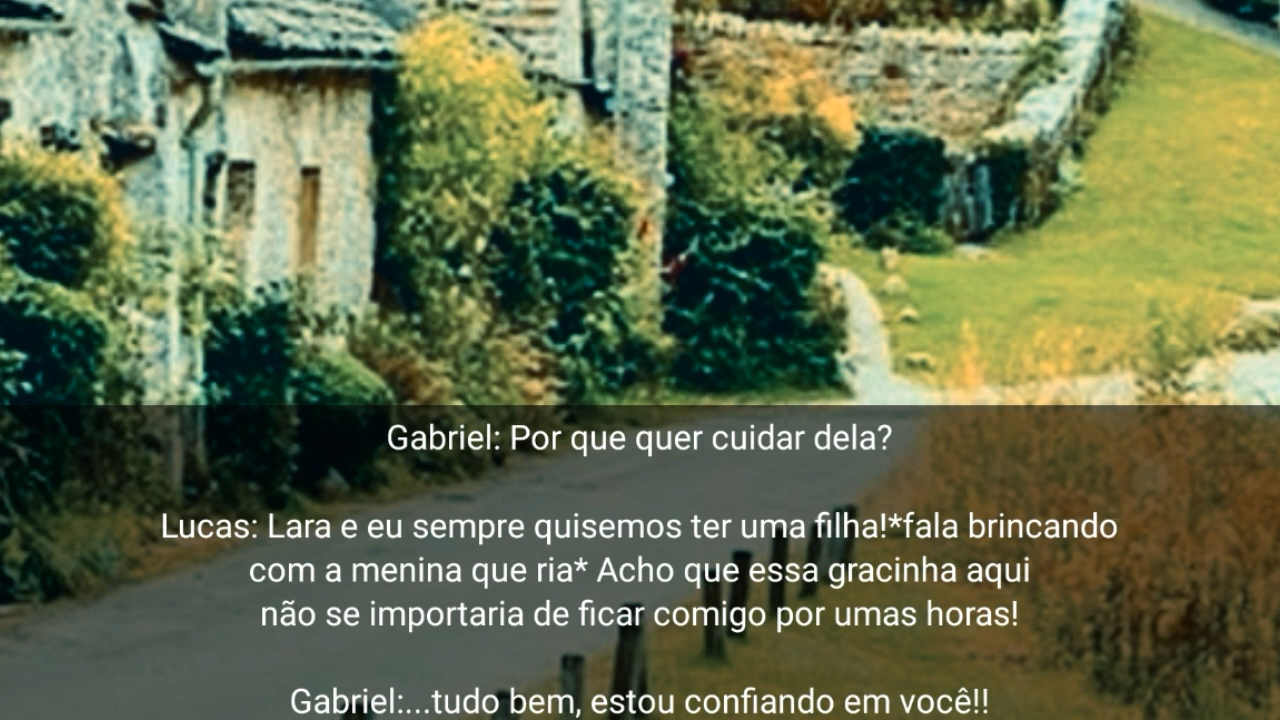 Gabriel: Por que quer cuidar dela?
Lucas: Lara e eu sempre quisemos ter uma filha!*fala brincando
com a menina que ria* Acho que essa gracinha aqui
não se importaria de ficar comigo por umas horas!
Gabriel:...tudo bem, estou confiando em você!!